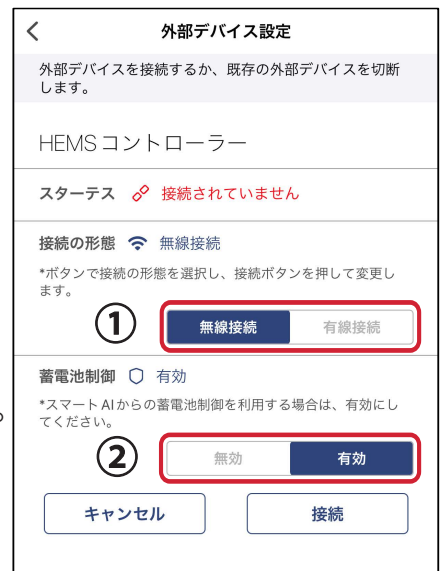 外部デバイス設定
外部デバイスを接続するか、既存の外部デバイスを切断
します。
HEMSコントローラー
スターテス 接続されていません
接続の形態 無線接続
*ボタンで接続の形態を選択し、接続ボタンを押して変更し
ます。
① 無線接続 有線接続
蓄電池制御 有効
*スマートAIからの蓄電池制御を利用する場合は、有効にし
てください。
② 無効 有効
キャンセル 接続